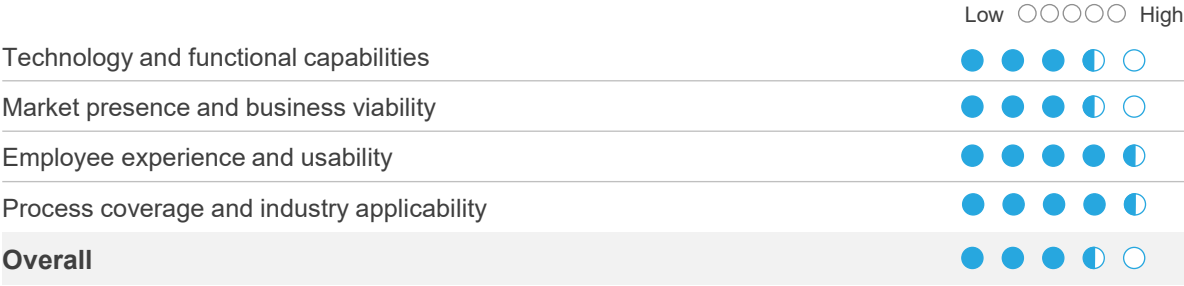 Low High
Technology and functional capabilities
Market presence and business viability
Employee experience and usability
Process coverage and industry applicability
Overall